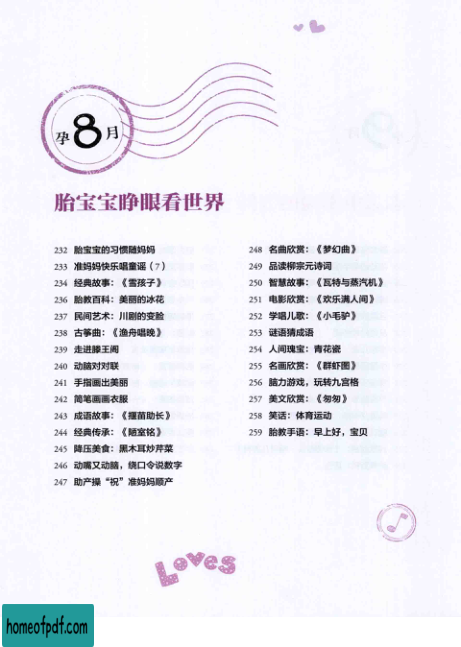 孕8月
胎宝宝睁眼看世界
232 胎宝宝的习惯随妈妈
233 准妈妈快乐唱童谣（7）
234 经典故事：《雪孩子》
236 胎教百科：美丽的冰花
237 民间艺术：川剧的变脸
238 古筝曲：《渔舟唱晚》
239 走进滕王阁
240 动脑对对联
241 手指画出美丽
242 简笔画画衣服
243 成语故事：《揠苗助长》
244 经典传承：《陋室铭》
245 降压美食：黑木耳炒芹菜
246 动嘴又动脑，绕口令说数字
247 助产操“祝”准妈妈顺产
248 名曲欣赏：《梦幻曲》
249 品读柳宗元诗词
250 智慧故事：《瓦特与蒸汽机》
251 电影欣赏：《欢乐满人间》
252 学唱儿歌：《小毛驴》
253 谜语猜成语
254 人间瑰宝：青花瓷
255 名画欣赏：《群虾图》
256 脑力游戏，玩转九宫格
257 美文欣赏：《匆匆》
258 笑话：体育运动
259 胎教手语：早上好，宝贝
Loves
homeofpdf.com